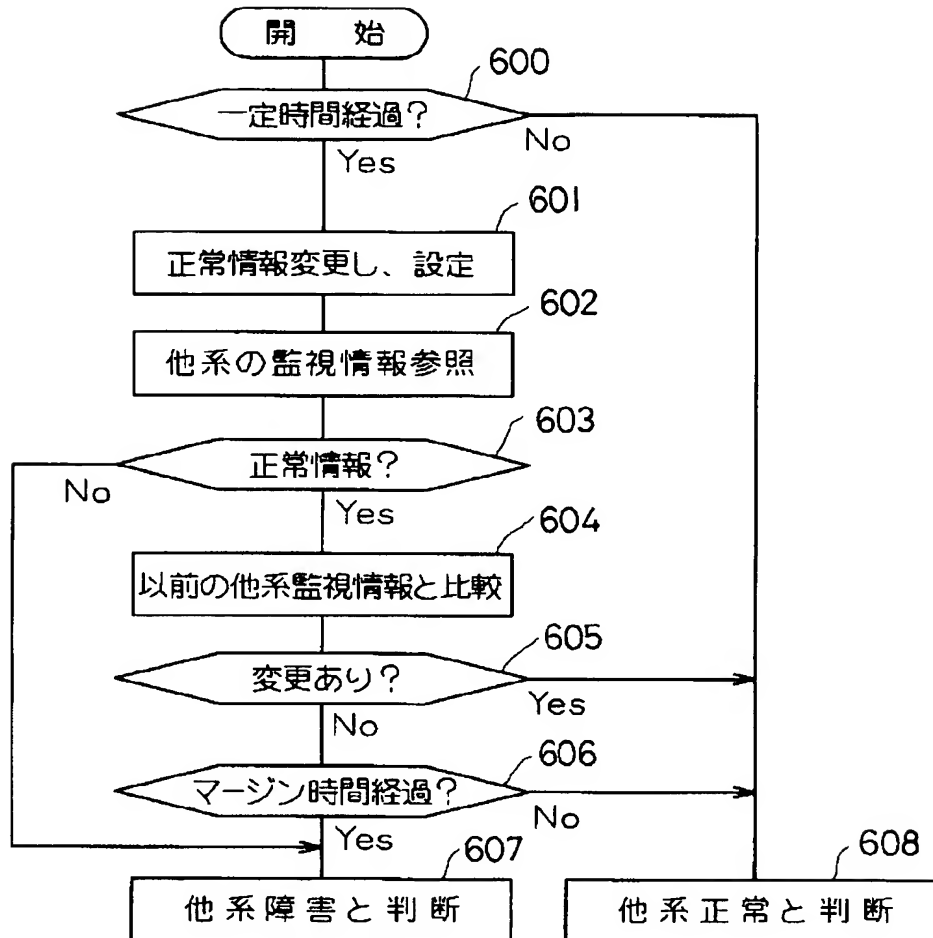 開 始
600
一定時間経過?
No
Yes
601
正常情報変更し、設定
602
他系の監視情報参照
603
正常情報?
No
Yes
604
以前の他系監視情報と比較
605
変更あり?
Yes
No
606
マージン時間経過?
No
Yes
607
608
他系障害と判断
他系正常と判断